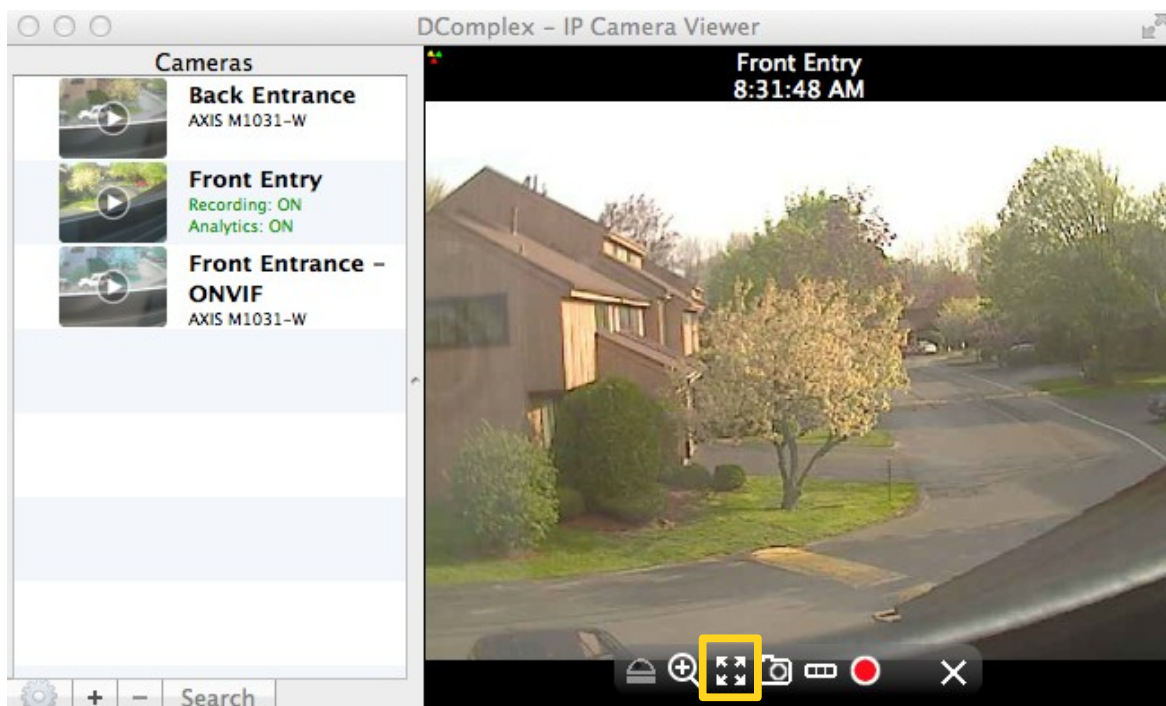 DComplex – IP Camera Viewer
Cameras
Back Entrance
AXIS M1031-W
Front Entry
Recording: ON
Analytics: ON
Front Entrance –
ONVIF
AXIS M1031-W
+ – Search
Front Entry
8:31:48 AM